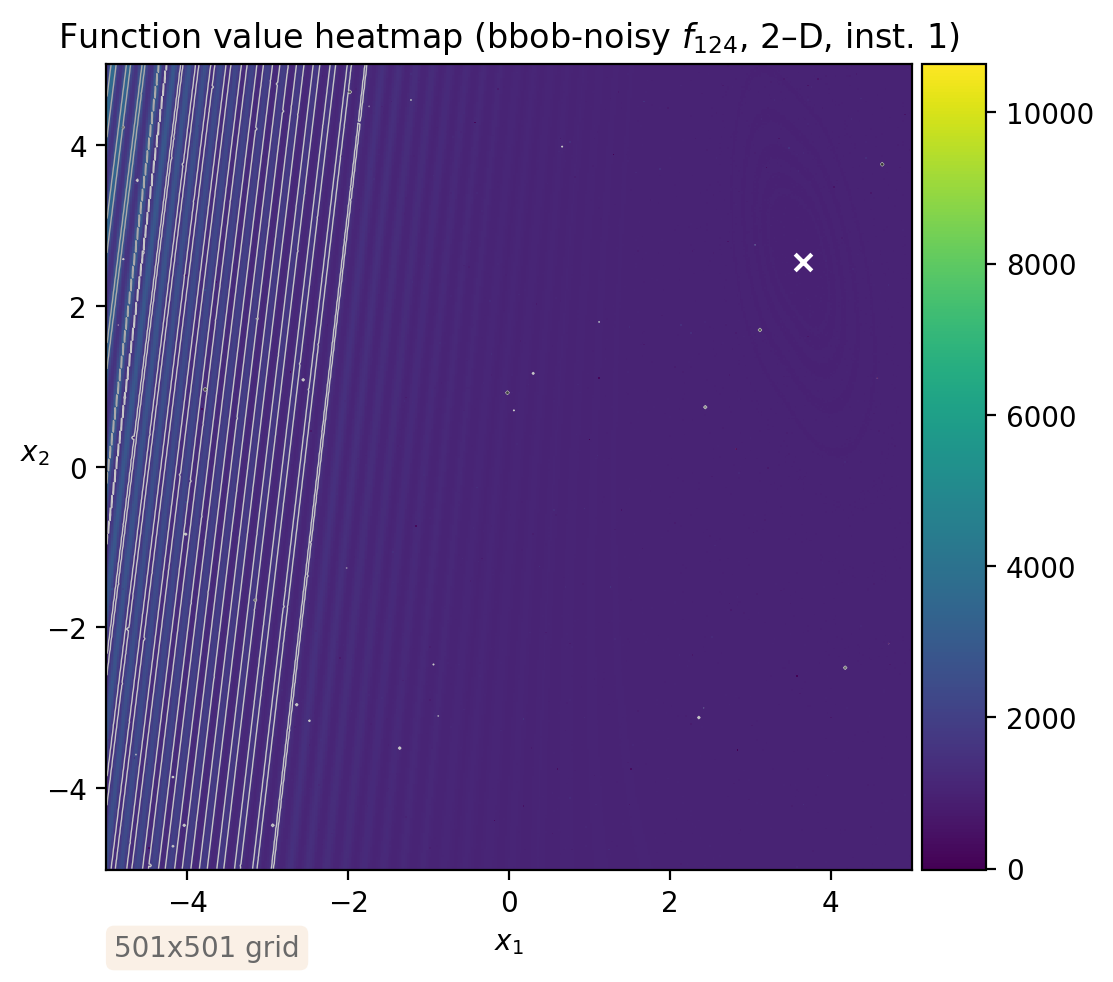 Function value heatmap (bbob-noisy f₁₂₄, 2–D, inst. 1)
10000
8000
6000
4000
2000
0
4
2
0
−2
−4
x₂
−4 −2 0 2 4
x₁
501x501 grid